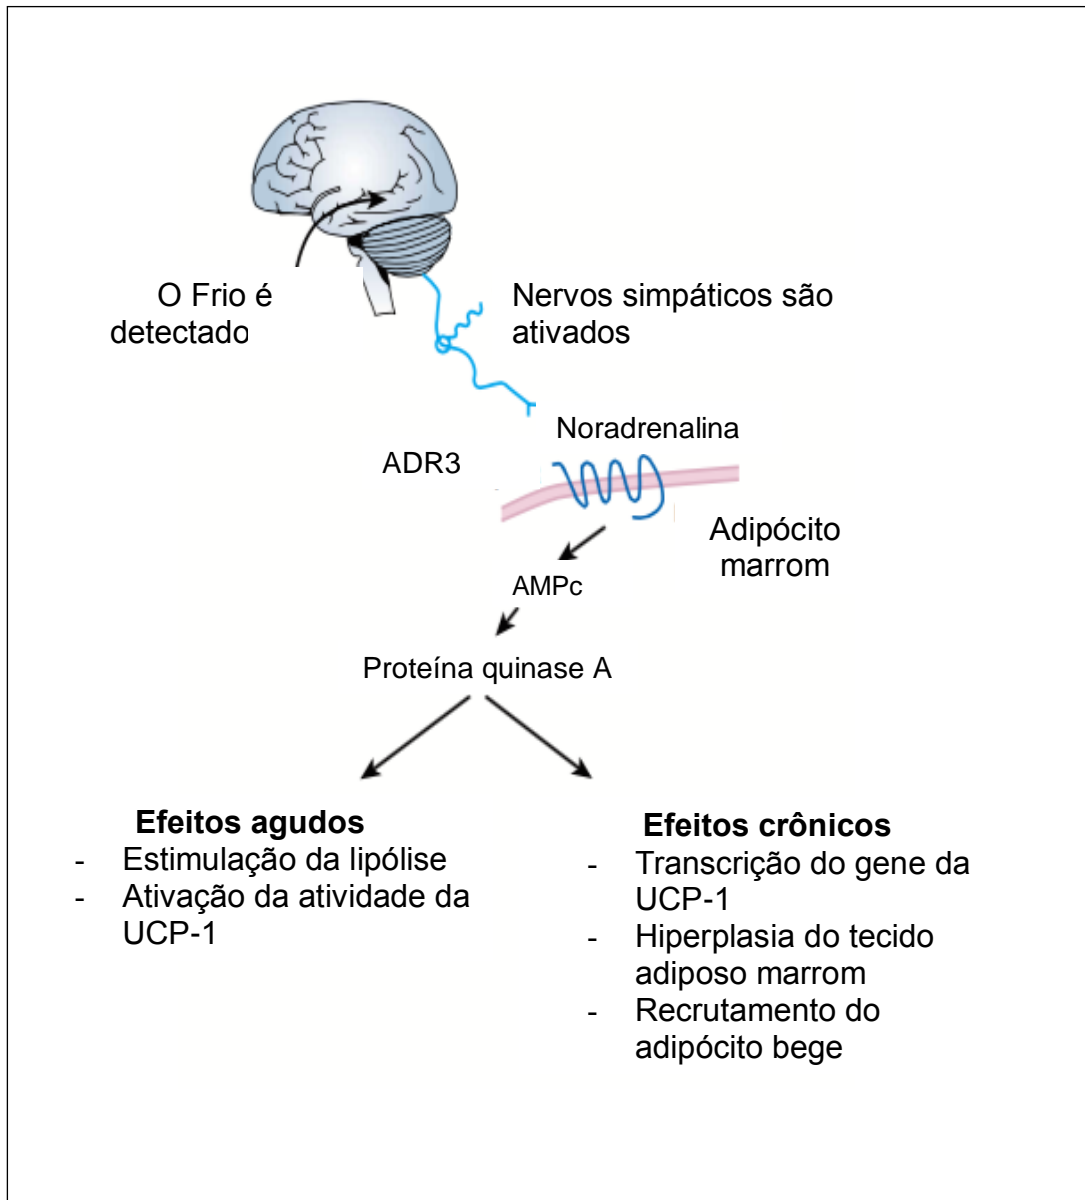 O Frio é
detectado
Nervos simpáticos são
ativados
Noradrenalina
ADR3
Adipócito
marrom
AMPc
Proteína quinase A
Efeitos agudos
- Estimulação da lipólise
- Ativação da atividade da
UCP-1
Efeitos crônicos
- Transcrição do gene da
UCP-1
- Hiperplasia do tecido
adiposo marrom
- Recrutamento do
adipócito bege